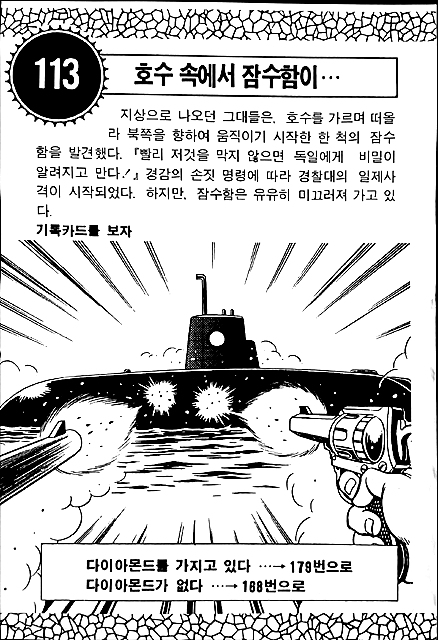 113
호수 속에서 잠수함이…
지상으로 나오던 그대들은, 호수를 가르며 떠올
라 북쪽을 향하여 움직이기 시작한 한 척의 잠수
함을 발견했다. 『빨리 저것을 막지 않으면 독일에게 비밀이
알려지고 만다!』 경감의 손짓 명령에 따라 경찰대의 일제사
격이 시작되었다. 하지만, 잠수함은 유유히 미끄러져 가고 있
다.
기록카드를 보자
다이아몬드를 가지고 있다 …→ 179번으로
다이아몬드가 없다 …→ 168번으로